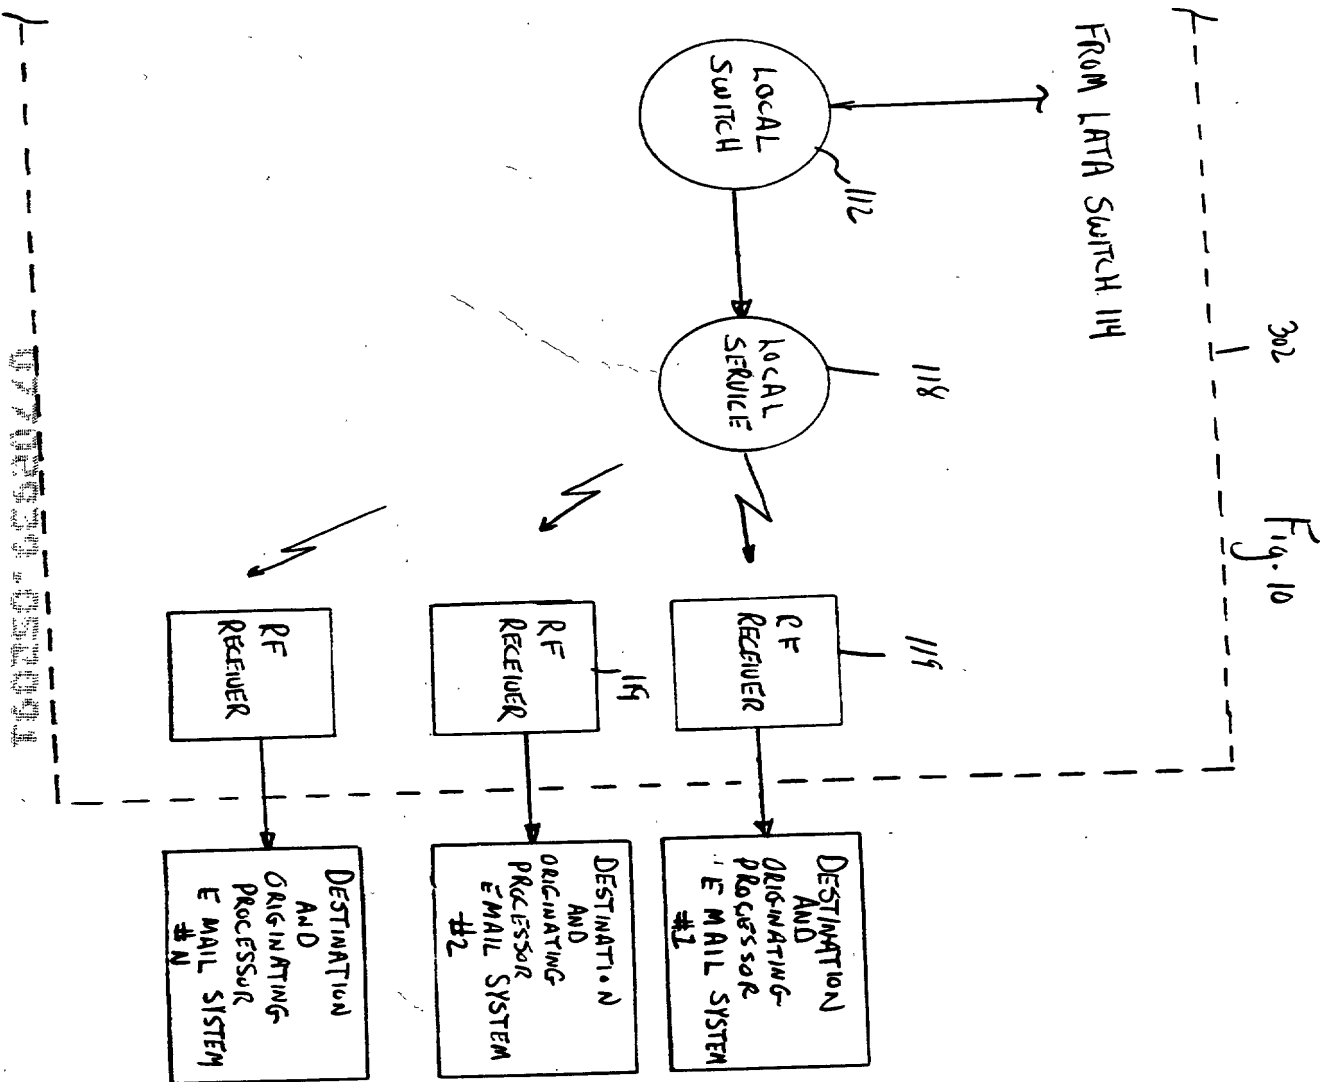 302
Fig. 10
FROM LATA SWITCH 114
LOCAL
SWITCH
112
LOCAL
SERVICE
118
RF
RECEIVER
119
RF
RECEIVER
119
RF
RECEIVER
DESTINATION
AND
ORIGINATING
PROCESSOR
E MAIL SYSTEM
#1
DESTINATION
AND
ORIGINATING
PROCESSOR
EMAIL SYSTEM
#2
DESTINATION
AND
ORIGINATING
PROCESSOR
E MAIL SYSTEM
#N